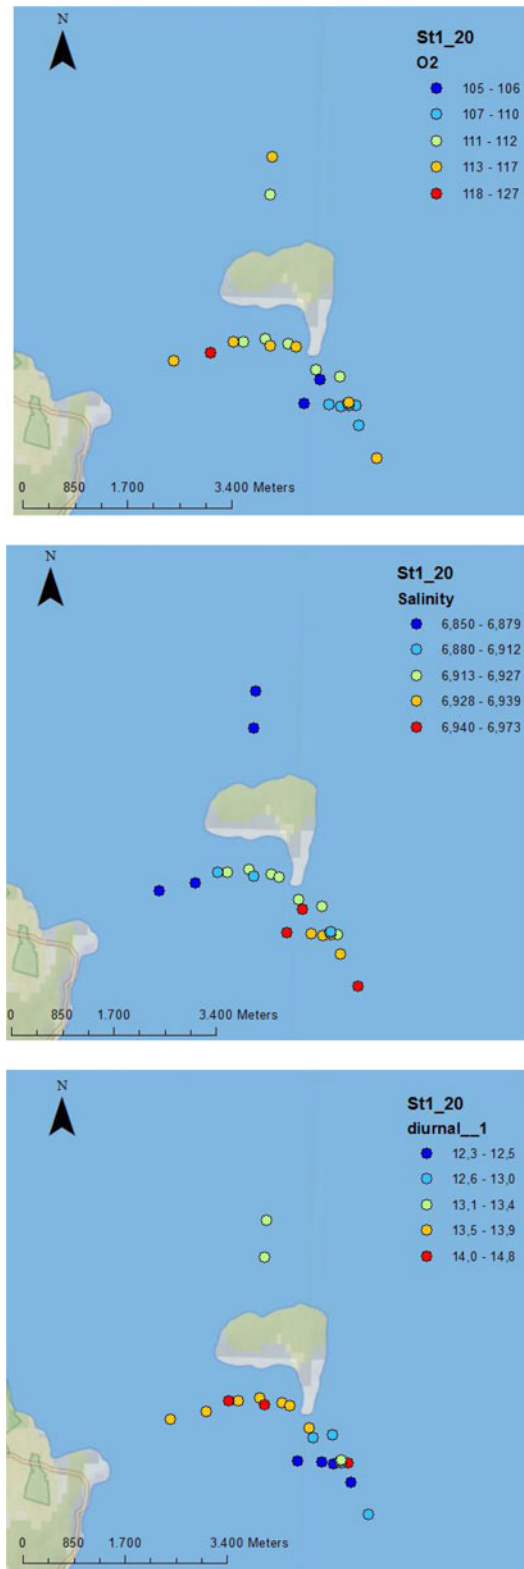 N
St1_20
O2
105 - 106
107 - 110
111 - 112
113 - 117
118 - 127
0 850 1.700 3.400 Meters
N
St1_20
Salinity
6,850 - 6,879
6,880 - 6,912
6,913 - 6,927
6,928 - 6,939
6,940 - 6,973
0 850 1.700 3.400 Meters
N
St1_20
diurnal__1
12,3 - 12,5
12,6 - 13,0
13,1 - 13,4
13,5 - 13,9
14,0 - 14,8
0 850 1.700 3.400 Meters